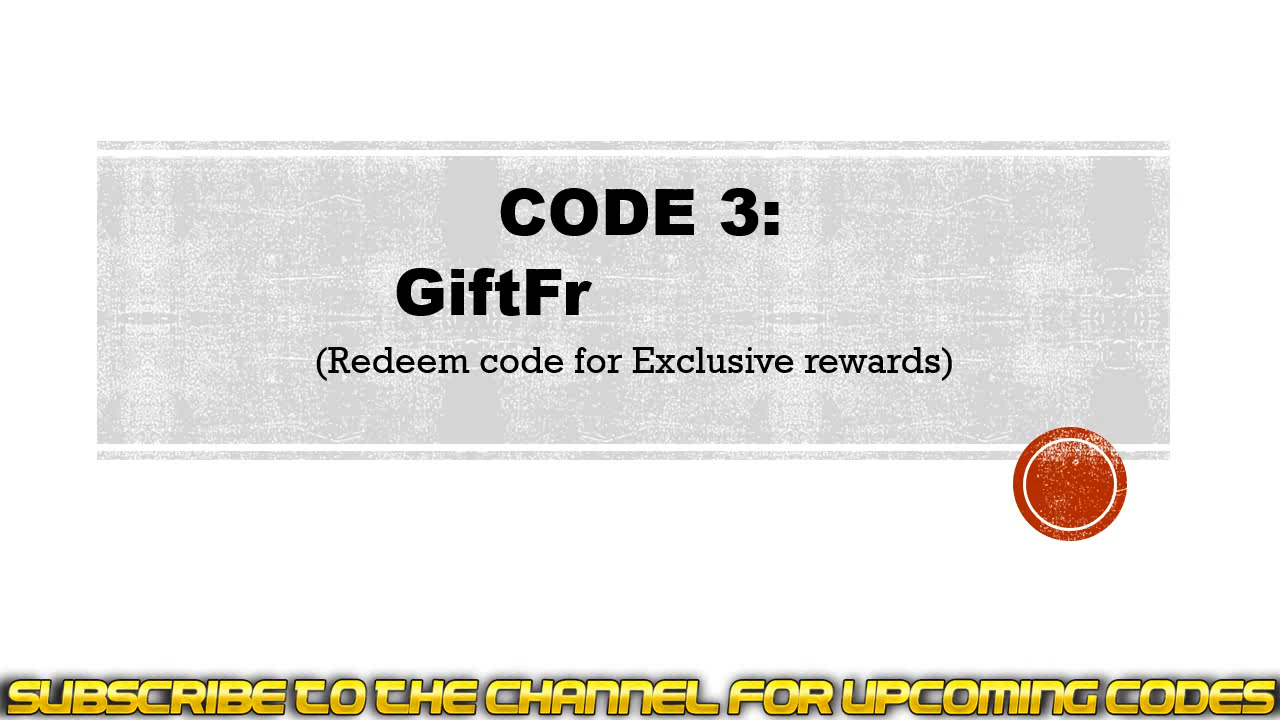 CODE 3:
GiftFr
(Redeem code for Exclusive rewards)
SUBSCRIBE TO THE CHANNEL FOR UPCOMING CODES